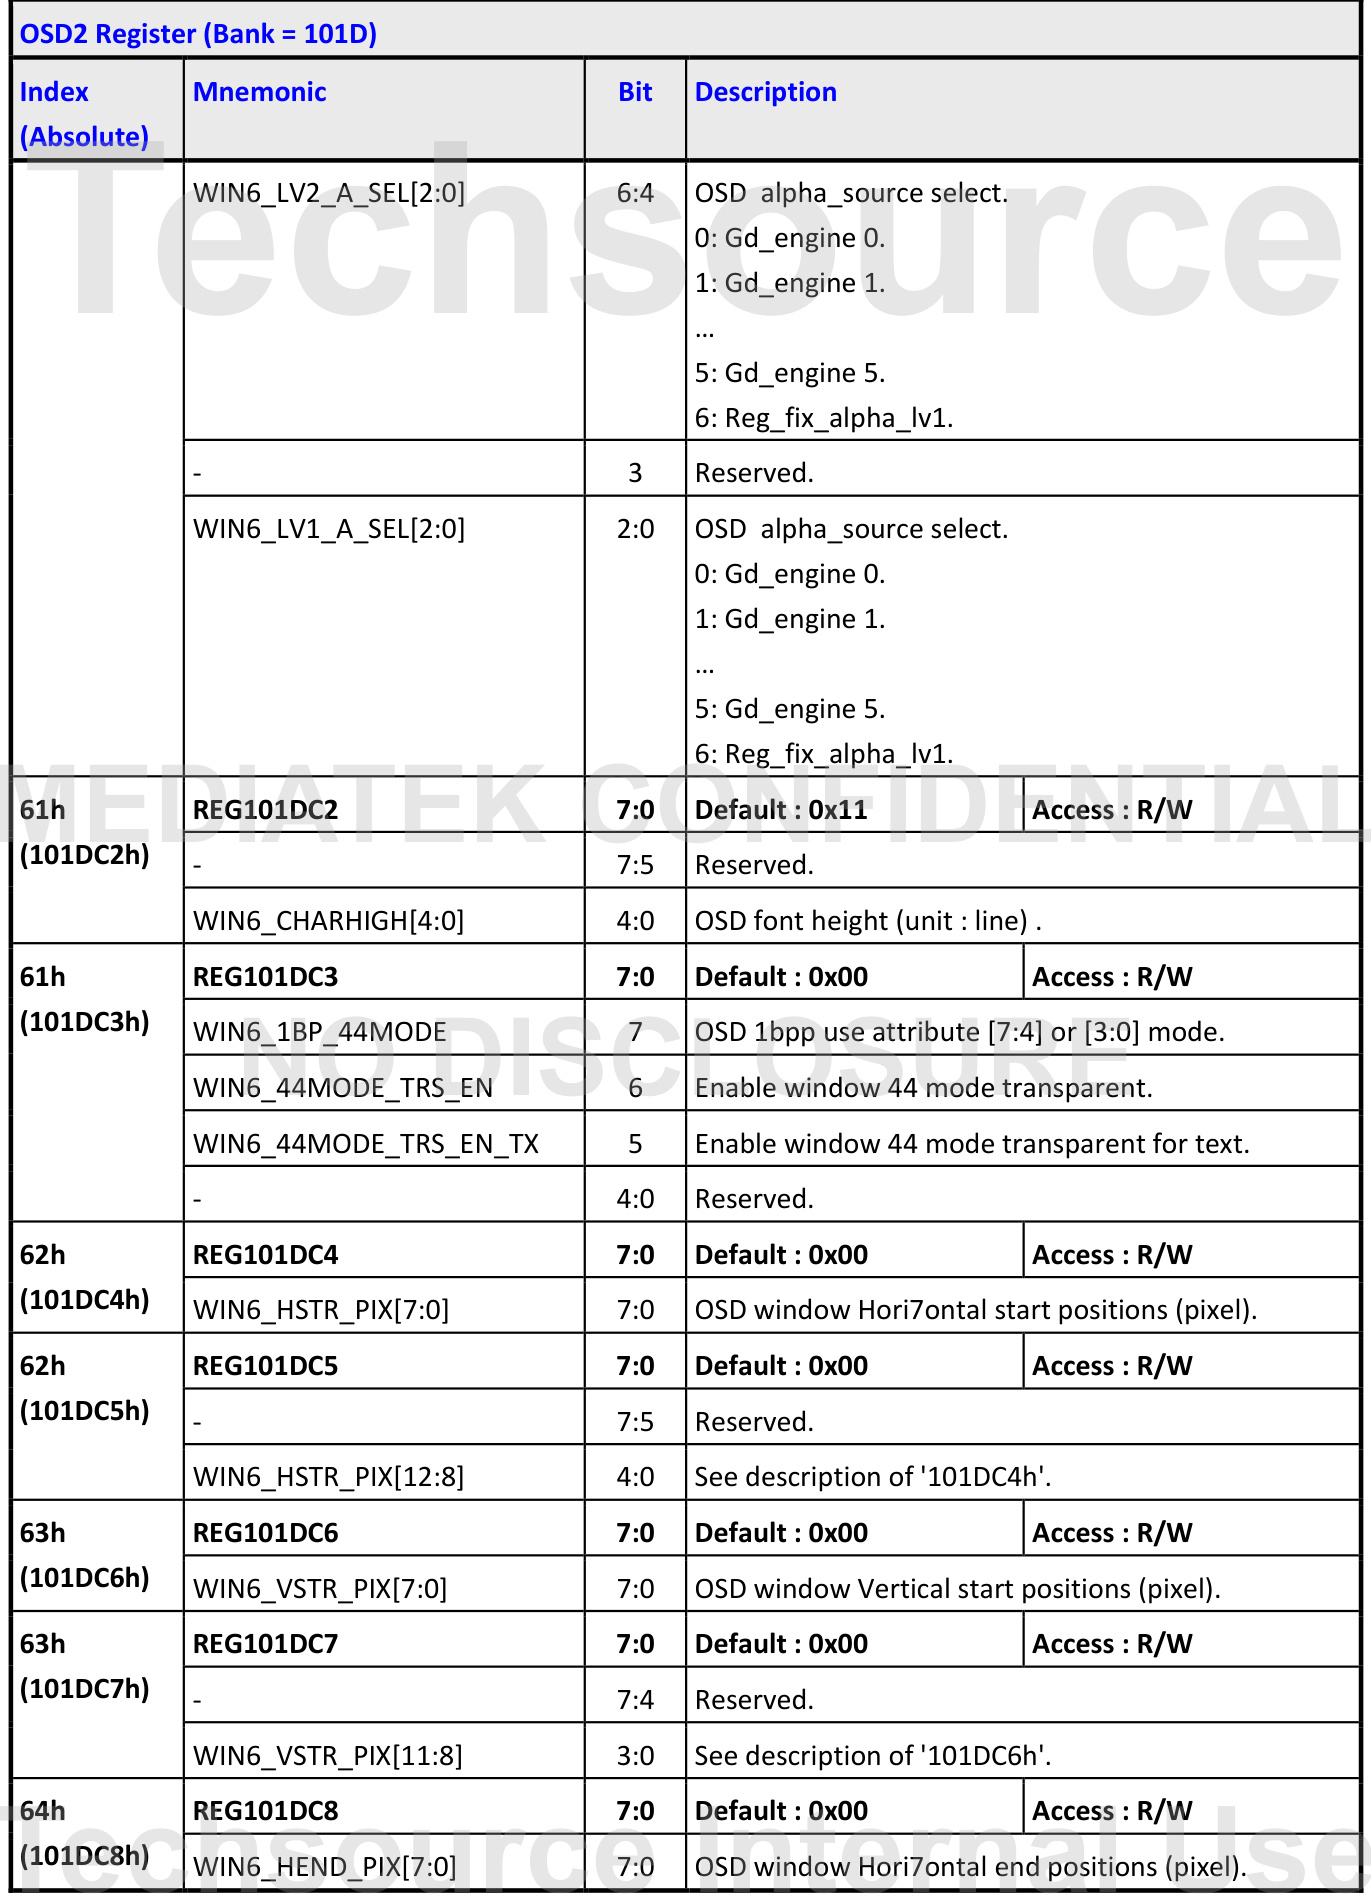 OSD2 Register (Bank = 101D)
Index (Absolute) Mnemonic Bit Description
WIN6_LV2_A_SEL[2:0] 6:4 OSD  alpha_source select.
0: Gd_engine 0.
1: Gd_engine 1.
...
5: Gd_engine 5.
6: Reg_fix_alpha_lv1.
- 3 Reserved.
WIN6_LV1_A_SEL[2:0] 2:0 OSD  alpha_source select.
0: Gd_engine 0.
1: Gd_engine 1.
...
5: Gd_engine 5.
6: Reg_fix_alpha_lv1.
61h REG101DC2 7:0 Default : 0x11 Access : R/W
(101DC2h) - 7:5 Reserved.
WIN6_CHARHIGH[4:0] 4:0 OSD font height (unit : line) .
61h REG101DC3 7:0 Default : 0x00 Access : R/W
(101DC3h) WIN6_1BP_44MODE 7 OSD 1bpp use attribute [7:4] or [3:0] mode.
WIN6_44MODE_TRS_EN 6 Enable window 44 mode transparent.
WIN6_44MODE_TRS_EN_TX 5 Enable window 44 mode transparent for text.
- 4:0 Reserved.
62h REG101DC4 7:0 Default : 0x00 Access : R/W
(101DC4h) WIN6_HSTR_PIX[7:0] 7:0 OSD window Hori7ontal start positions (pixel).
62h REG101DC5 7:0 Default : 0x00 Access : R/W
(101DC5h) - 7:5 Reserved.
WIN6_HSTR_PIX[12:8] 4:0 See description of '101DC4h'.
63h REG101DC6 7:0 Default : 0x00 Access : R/W
(101DC6h) WIN6_VSTR_PIX[7:0] 7:0 OSD window Vertical start positions (pixel).
63h REG101DC7 7:0 Default : 0x00 Access : R/W
(101DC7h) - 7:4 Reserved.
WIN6_VSTR_PIX[11:8] 3:0 See description of '101DC6h'.
64h REG101DC8 7:0 Default : 0x00 Access : R/W
(101DC8h) WIN6_HEND_PIX[7:0] 7:0 OSD window Hori7ontal end positions (pixel).
Techsource
MEDIATEK CONFIDENTIAL
NO DISCLOSURE
Techsource Internal Use